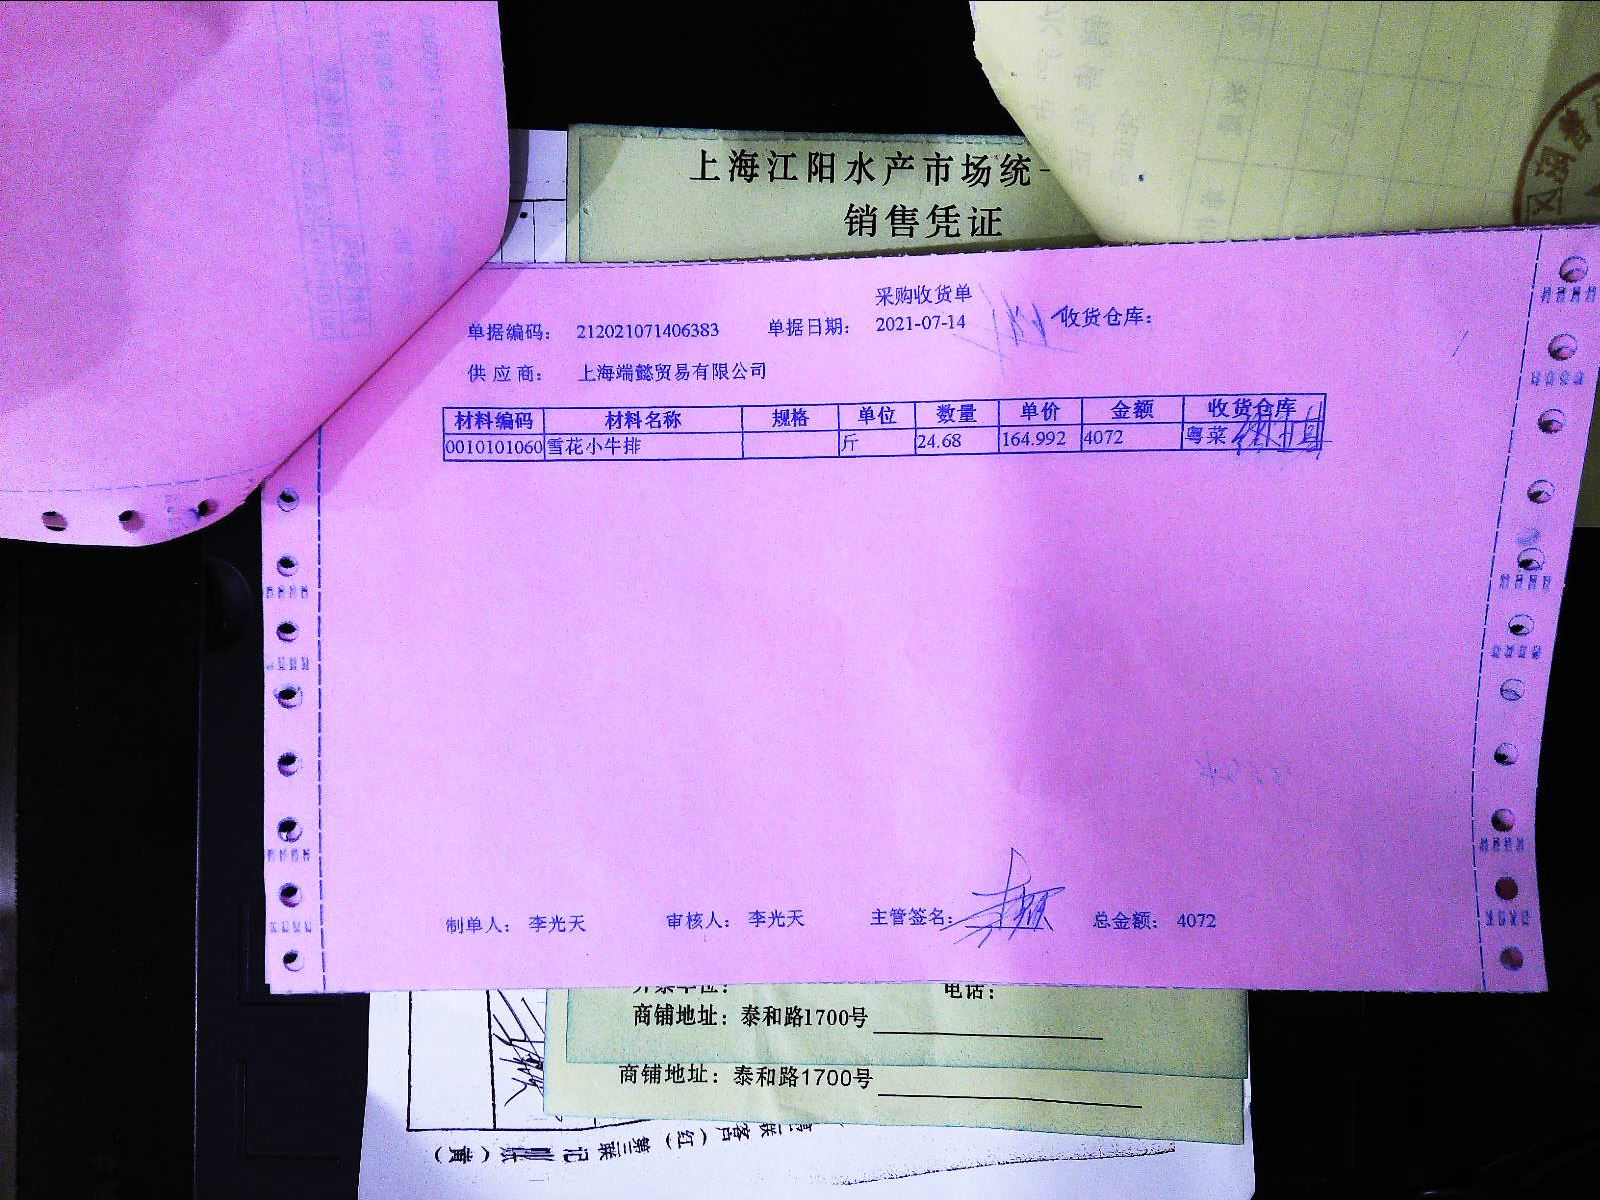 上海江阳水产市场统一
销售凭证
采购收货单
单据编码: 212021071406383 单据日期: 2021-07-14 收货仓库:
供应商: 上海端懿贸易有限公司
材料编码 材料名称 规格 单位 数量 单价 金额 收货仓库
0010101060 雪花小牛排 斤 24.68 164.992 4072 粤菜
制单人: 李光天 审核人: 李光天 主管签名: 总金额: 4072
开票单位: 电话:
商铺地址: 泰和路1700号
商铺地址: 泰和路1700号